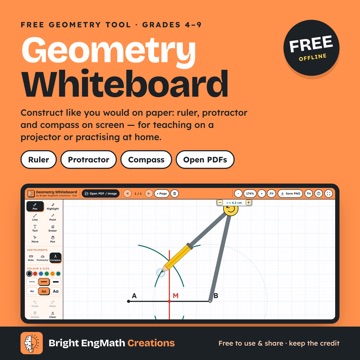 FREE GEOMETRY TOOL · GRADES 4–9
Geometry
Whiteboard
FREE
OFFLINE
Construct like you would on paper: ruler, protractor
and compass on screen — for teaching on a
projector or practising at home.
Ruler
Protractor
Compass
Open PDFs
Geometry Whiteboard
Open PDF / Image
A
M
B
Bright EngMath Creations
Free to use & share · keep the credit